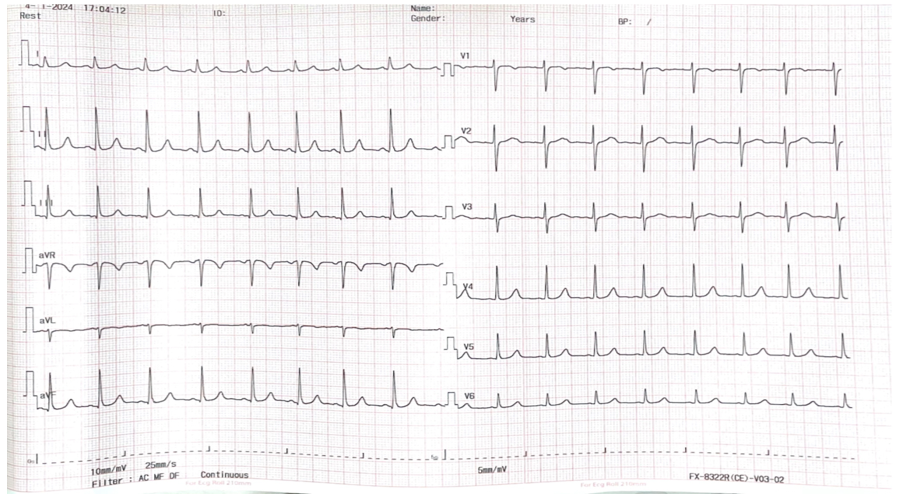 4- 1-2024 17:04:12
Rest
ID:
Name:
Gender:
Years
BP: /
I
II
III
aVR
aVL
aVF
V1
V2
V3
V4
V5
V6
10mm/mV 25mm/s
Filter : AC MF DF Continuous
5mm/mV
FX-8322R(CE)-V03-02